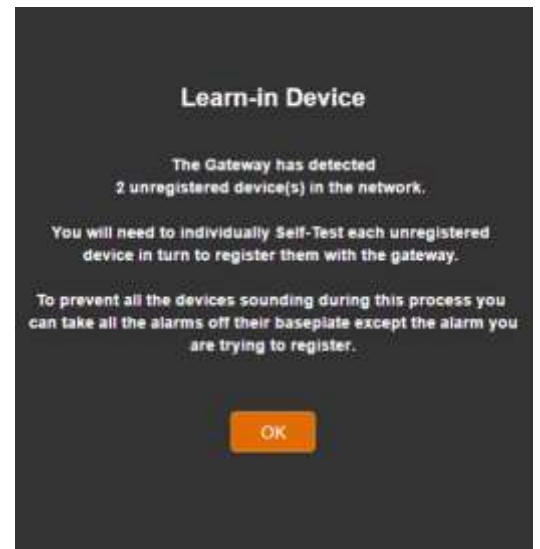 Learn-in Device
The Gateway has detected
2 unregistered device(s) in the network.
You will need to individually Self-Test each unregistered
device in turn to register them with the gateway.
To prevent all the devices sounding during this process you
can take all the alarms off their baseplate except the alarm you
are trying to register.
OK